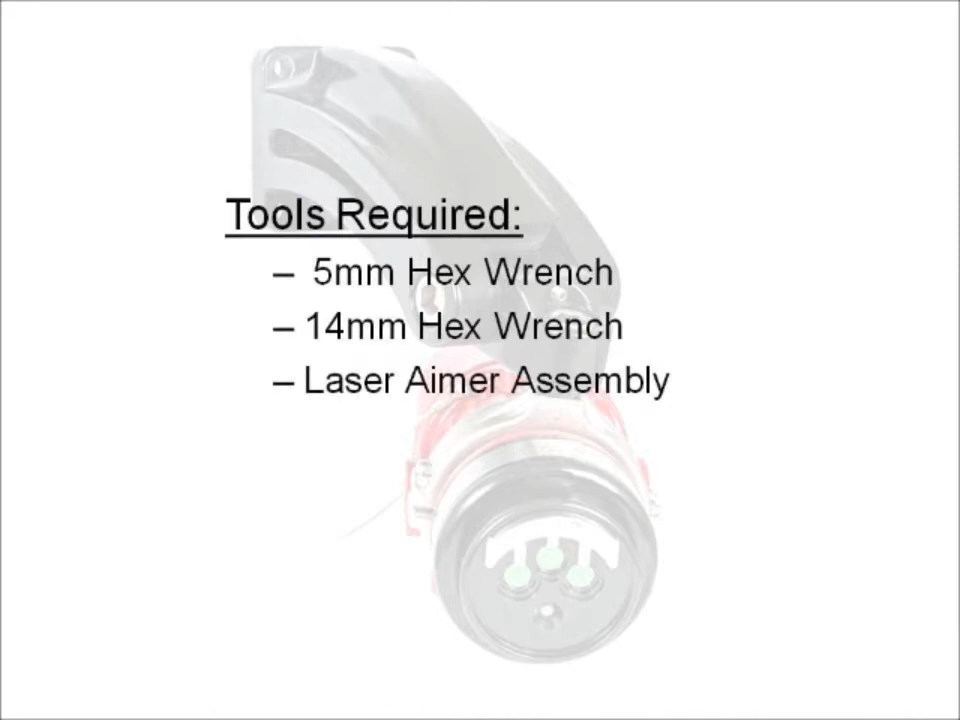 Tools Required:
– 5mm Hex Wrench
– 14mm Hex Wrench
– Laser Aimer Assembly